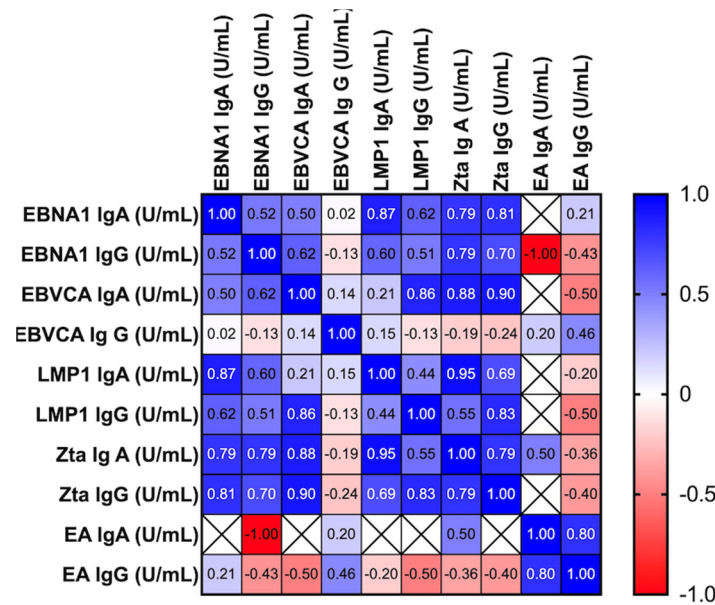 EBNA1 IgA (U/mL)
EBNA1 IgG (U/mL)
EBVCA IgA (U/mL)
EBVCA Ig G (U/mL)
LMP1 IgA (U/mL)
LMP1 IgG (U/mL)
Zta Ig A (U/mL)
Zta IgG (U/mL)
EA IgA (U/mL)
EA IgG (U/mL)
EBNA1 IgA (U/mL) 1.00 0.52 0.50 0.02 0.87 0.62 0.79 0.81 0.21
EBNA1 IgG (U/mL) 0.52 1.00 0.62 -0.13 0.60 0.51 0.79 0.70 -1.00 -0.43
EBVCA IgA (U/mL) 0.50 0.62 1.00 0.14 0.21 0.86 0.88 0.90 -0.50
EBVCA Ig G (U/mL) 0.02 -0.13 0.14 1.00 0.15 -0.13 -0.19 -0.24 0.20 0.46
LMP1 IgA (U/mL) 0.87 0.60 0.21 0.15 1.00 0.44 0.95 0.69 -0.20
LMP1 IgG (U/mL) 0.62 0.51 0.86 -0.13 0.44 1.00 0.55 0.83 -0.50
Zta Ig A (U/mL) 0.79 0.79 0.88 -0.19 0.95 0.55 1.00 0.79 0.50 -0.36
Zta IgG (U/mL) 0.81 0.70 0.90 -0.24 0.69 0.83 0.79 1.00 -0.40
EA IgA (U/mL) -1.00 0.20 0.50 1.00 0.80
EA IgG (U/mL) 0.21 -0.43 -0.50 0.46 -0.20 -0.50 -0.36 -0.40 0.80 1.00
1.0
0.5
0
-0.5
-1.0